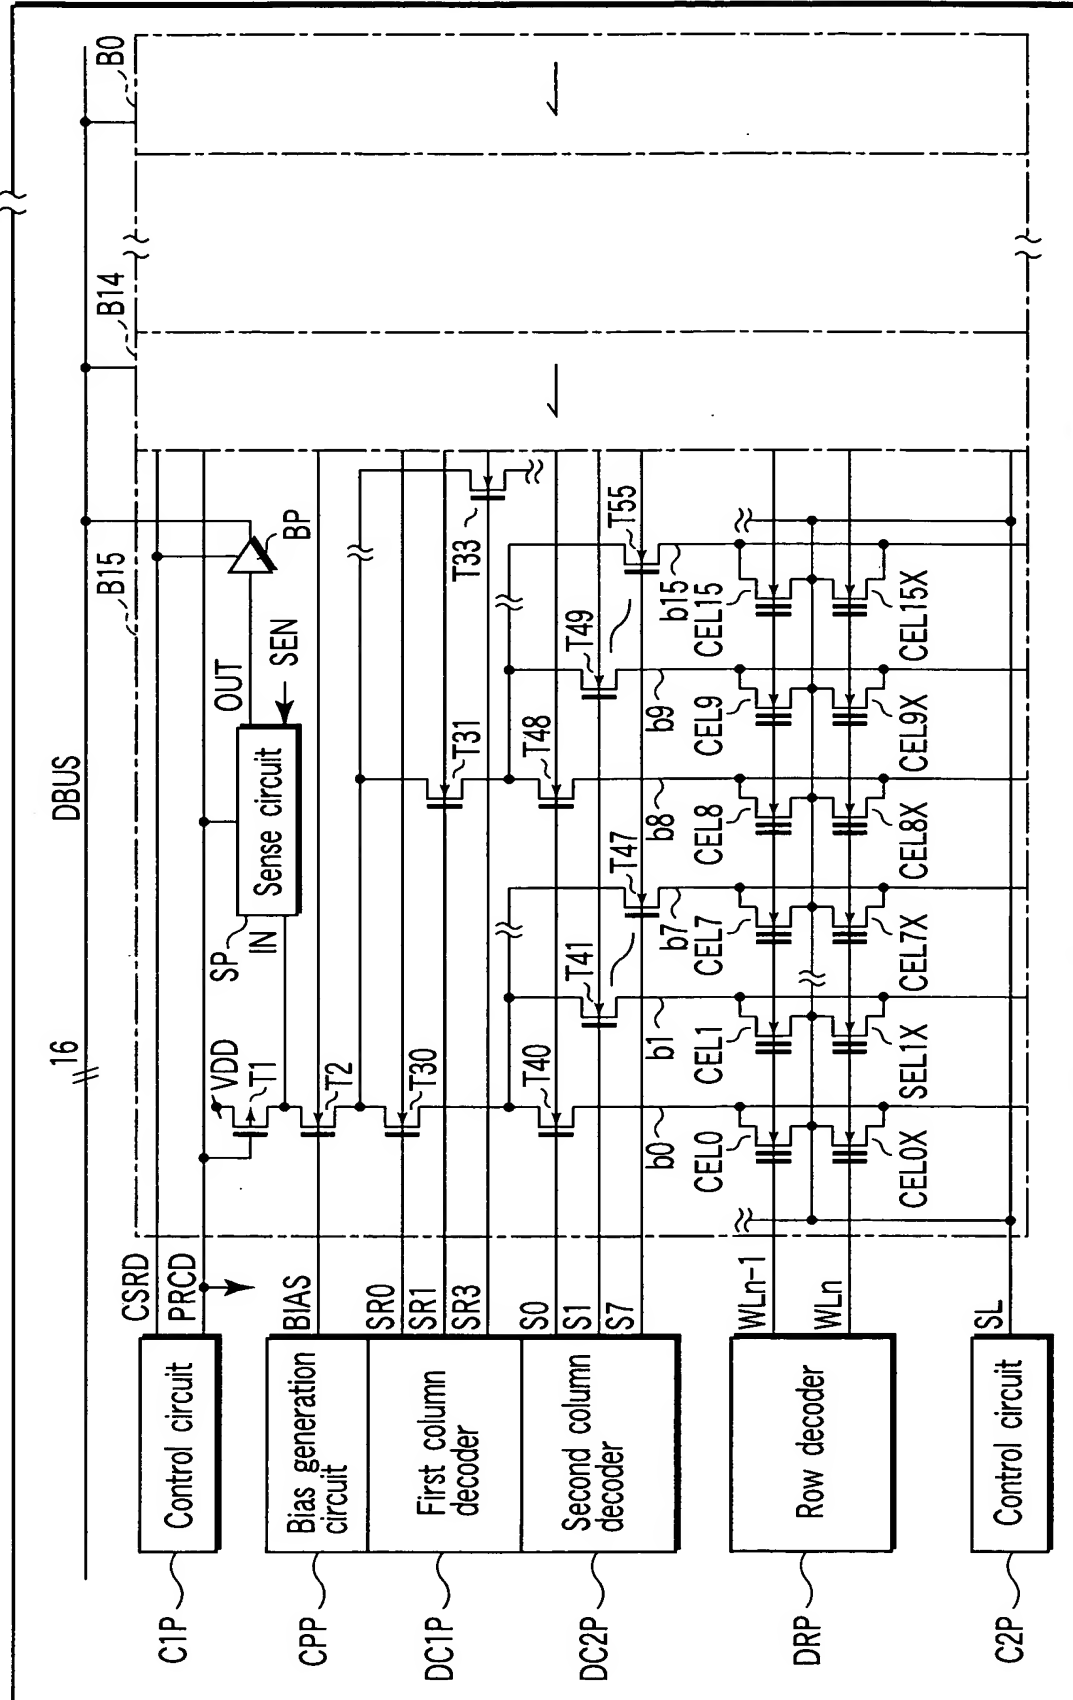 16
DBUS
B15
B14
B0
C1P
Control circuit
CSRD
PRCD
VDD
T1
SP
IN
Sense circuit
OUT
SEN
BP
CPP
Bias generation
circuit
BIAS
T2
DC1P
First column
decoder
SR0
SR1
SR3
T30
T31
T33
DC2P
Second column
decoder
S0
S1
S7
T40
T41
T47
T48
T49
T55
b0
b1
b7
b8
b9
b15
DRP
Row decoder
WLn-1
WLn
CEL0
CEL1
CEL7
CEL8
CEL9
CEL15
CEL0X
SEL1X
CEL7X
CEL8X
CEL9X
CEL15X
C2P
Control circuit
SL